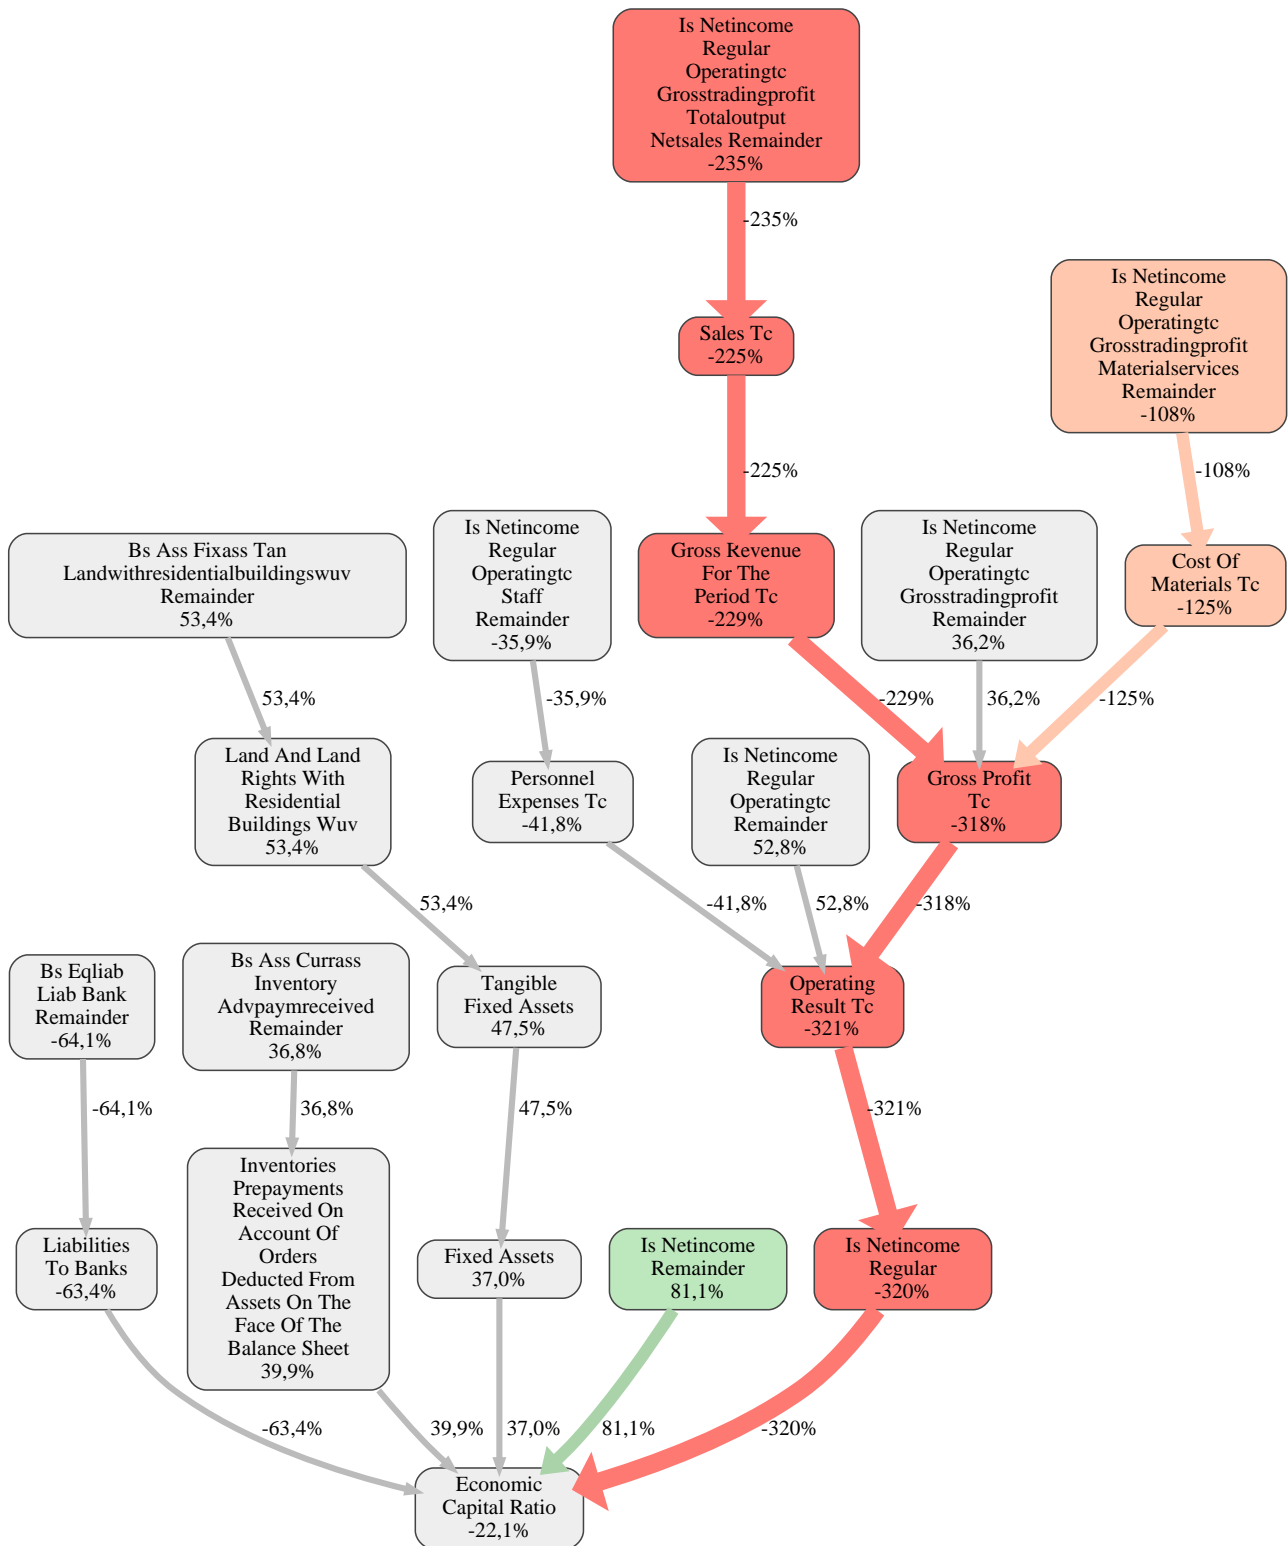 Is Netincome
Regular
Operatingtc
Grosstradingprofit
Totaloutput
Netsales Remainder
-235%
-235%
Is Netincome
Regular
Operatingtc
Grosstradingprofit
Materialservices
Remainder
-108%
Sales Tc
-225%
-225%
-108%
Bs Ass Fixass Tan
Landwithresidentialbuildingswuv
Remainder
53,4%
Is Netincome
Regular
Operatingtc
Staff
Remainder
-35,9%
Gross Revenue
For The
Period Tc
-229%
Is Netincome
Regular
Operatingtc
Grosstradingprofit
Remainder
36,2%
Cost Of
Materials Tc
-125%
53,4%
-35,9%
-229%
36,2%
-125%
Land And Land
Rights With
Residential
Buildings Wuv
53,4%
Personnel
Expenses Tc
-41,8%
Is Netincome
Regular
Operatingtc
Remainder
52,8%
Gross Profit
Tc
-318%
53,4%
-41,8%
52,8%
-318%
Bs Eqliab
Liab Bank
Remainder
-64,1%
Bs Ass Currass
Inventory
Advpaymreceived
Remainder
36,8%
Tangible
Fixed Assets
47,5%
Operating
Result Tc
-321%
-64,1%
36,8%
47,5%
-321%
Liabilities
To Banks
-63,4%
Inventories
Prepayments
Received On
Account Of
Orders
Deducted From
Assets On The
Face Of The
Balance Sheet
39,9%
Fixed Assets
37,0%
Is Netincome
Remainder
81,1%
Is Netincome
Regular
-320%
-63,4%
39,9%
37,0%
81,1%
-320%
Economic
Capital Ratio
-22,1%